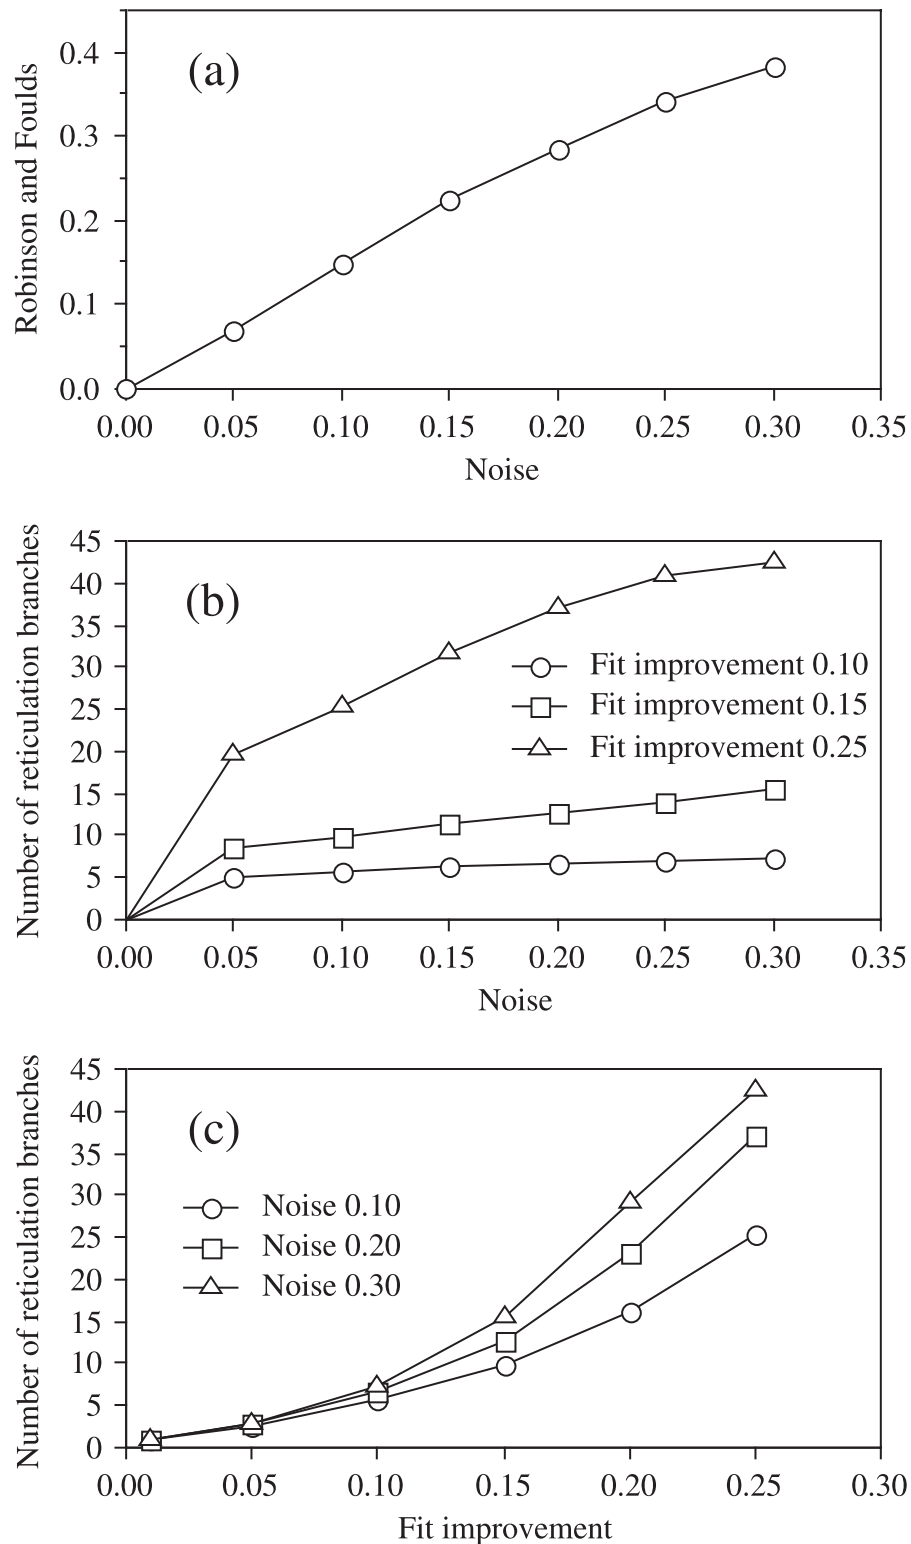 (a)
Robinson and Foulds
0.4
0.3
0.2
0.1
0.0
0.00 0.05 0.10 0.15 0.20 0.25 0.30 0.35
Noise
(b)
Number of reticulation branches
45
40
35
30
25
20
15
10
5
0
Fit improvement 0.10
Fit improvement 0.15
Fit improvement 0.25
0.00 0.05 0.10 0.15 0.20 0.25 0.30 0.35
Noise
(c)
Number of reticulation branches
45
40
35
30
25
20
15
10
5
0
Noise 0.10
Noise 0.20
Noise 0.30
0.00 0.05 0.10 0.15 0.20 0.25 0.30
Fit improvement